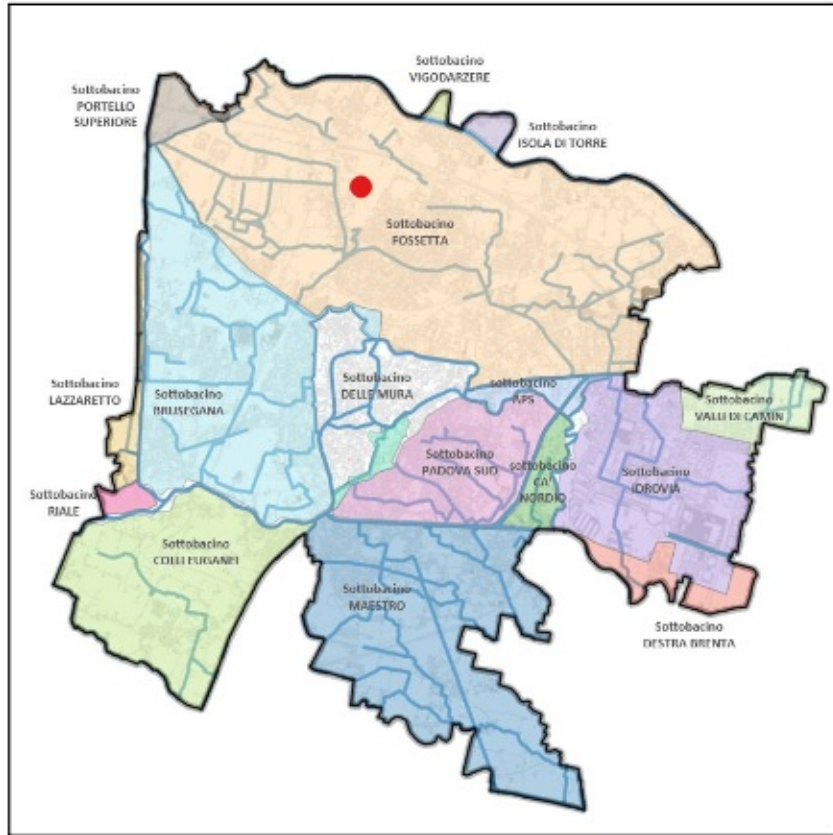 Sottobacino
VIGODARZERE
Sottobacino
PORTELLO
SUPERIORE
Sottobacino
ISOLA DI TORRE
Sottobacino
FOSSETTA
Sottobacino
LAZZARETTO
Sottobacino
BRUSEGANA
Sottobacino
DELLE MURA
sottobacino
APS
Sottobacino
VALLI DI CAMIN
Sottobacino
PADOVA SUD
sottobacino
CA'
NORDIO
Sottobacino
IDROVIA
Sottobacino
RIALE
Sottobacino
COLLI EUGANEI
Sottobacino
MAESTRO
Sottobacino
DESTRA BRENTA